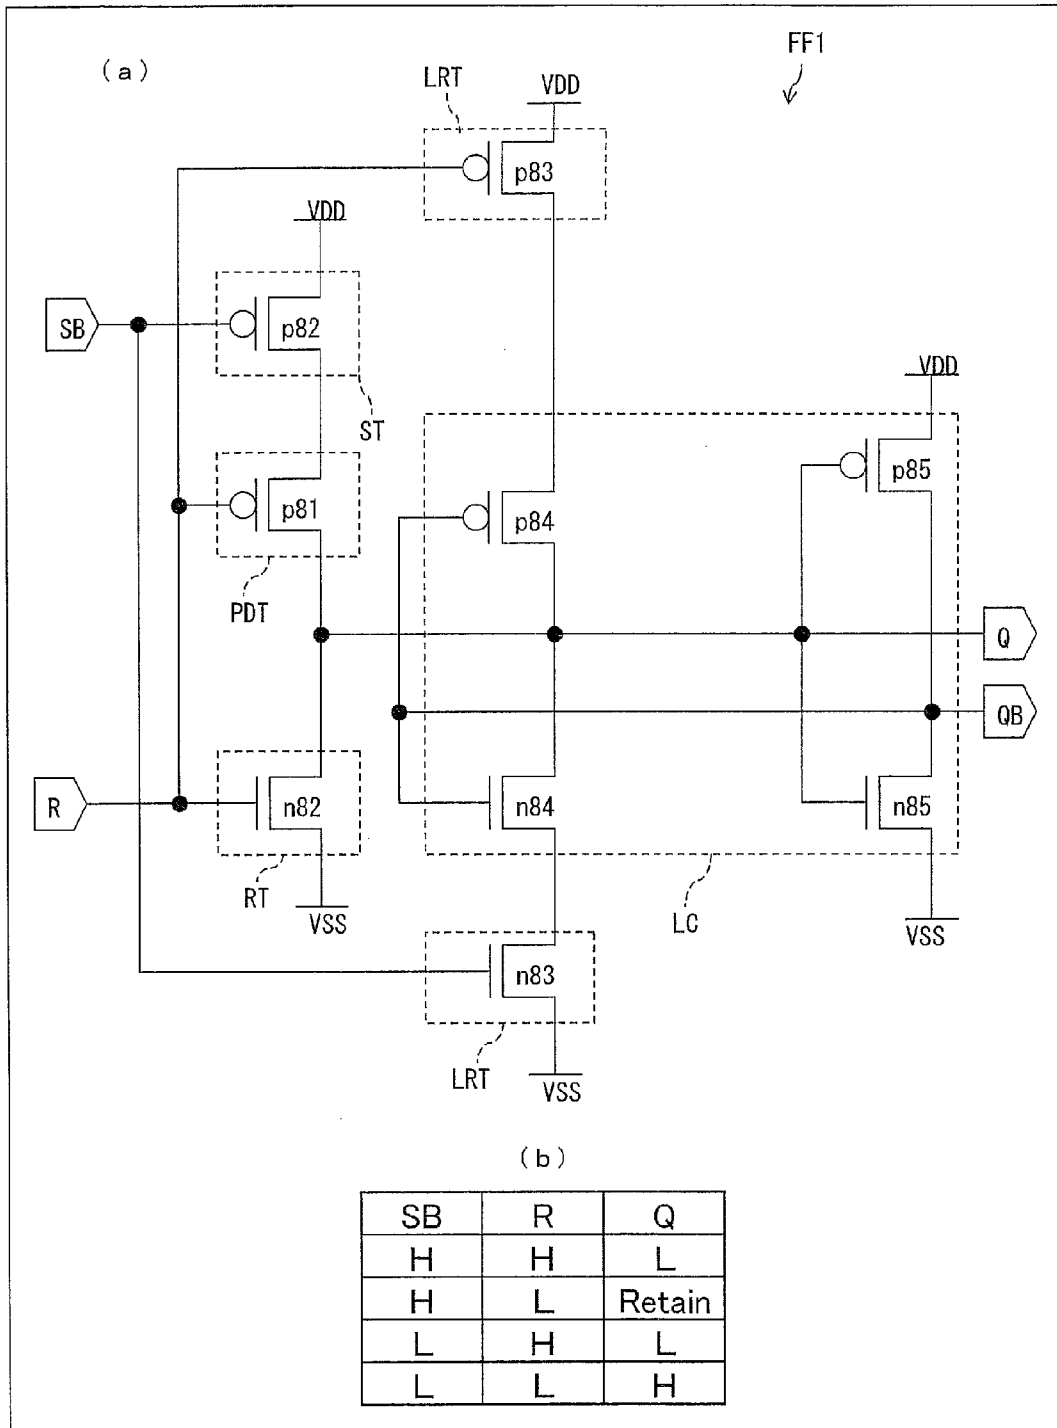 (a)
FF1
LRT
VDD
p83
VDD
SB
p82
ST
VDD
p85
p81
p84
PDT
Q
QB
R
n82
n84
n85
RT
VSS
LC
VSS
n83
LRT
VSS
(b)
SB R Q
H H L
H L Retain
L H L
L L H